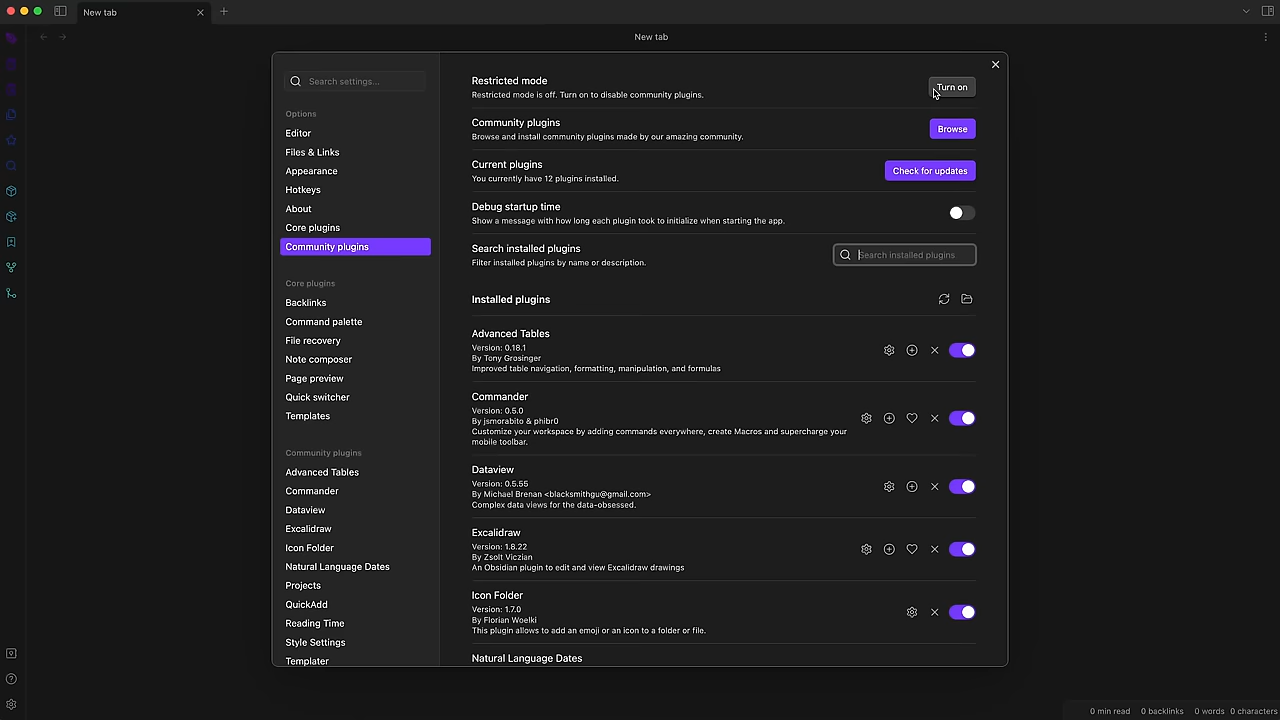 New tab
New tab
Search settings...
Options
Editor
Files & Links
Appearance
Hotkeys
About
Core plugins
Community plugins
Core plugins
Backlinks
Command palette
File recovery
Note composer
Page preview
Quick switcher
Templates
Community plugins
Advanced Tables
Commander
Dataview
Excalidraw
Icon Folder
Natural Language Dates
Projects
QuickAdd
Reading Time
Style Settings
Templater
Restricted mode
Restricted mode is off. Turn on to disable community plugins.
Turn on
Community plugins
Browse and install community plugins made by our amazing community.
Browse
Current plugins
You currently have 12 plugins installed.
Check for updates
Debug startup time
Show a message with how long each plugin took to initialize when starting the app.
Search installed plugins
Filter installed plugins by name or description.
Search installed plugins
Installed plugins
Advanced Tables
Version: 0.18.1
By Tony Grosinger
Improved table navigation, formatting, manipulation, and formulas
Commander
Version: 0.5.0
By jsmorabito & phibr0
Customize your workspace by adding commands everywhere, create Macros and supercharge your
mobile toolbar.
Dataview
Version: 0.5.55
By Michael Brenan <blacksmithgu@gmail.com>
Complex data views for the data-obsessed.
Excalidraw
Version: 1.8.22
By Zsolt Viczian
An Obsidian plugin to edit and view Excalidraw drawings
Icon Folder
Version: 1.7.0
By Florian Woelki
This plugin allows to add an emoji or an icon to a folder or file.
Natural Language Dates
0 min read 0 backlinks 0 words 0 characters